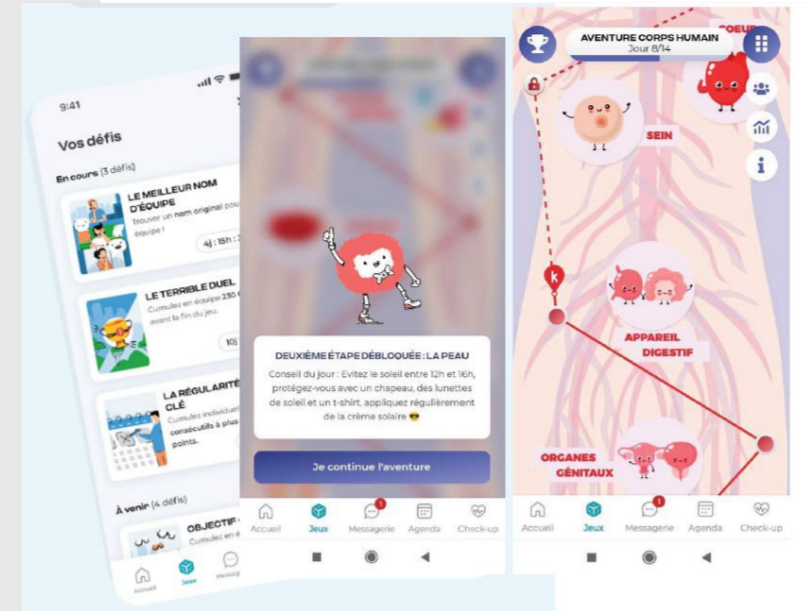 9:41
Vos défis
En cours (3 défis)
LE MEILLEUR NOM
D'ÉQUIPE
Trouver un nom original pou
équipe !
4j : 15h :
LE TERRIBLE DUEL
Cumulez en équipe 230
avant la fin du jeu.
10j
LA RÉGULARITÉ
CLÉ
Cumulez individuel
consécutifs à plus
points.
À venir (4 défis)
OBJECTIF
Cumulez en é
Accueil
Jeux
Messag
DEUXIÈME ÉTAPE DÉBLOQUÉE : LA PEAU
Conseil du jour : Evitez le soleil entre 12h et 16h,
protégez-vous avec un chapeau, des lunettes
de soleil et un t-shirt, appliquez régulièrement
de la crème solaire 😎
Je continue l'aventure
1
Accueil Jeux Messagerie Agenda Check-up
AVENTURE CORPS HUMAIN
Jour 8/14
COEUR
SEIN
i
k
APPAREIL
DIGESTIF
ORGANES
GÉNITAUX
1
Accueil Jeux Messagerie Agenda Check-up